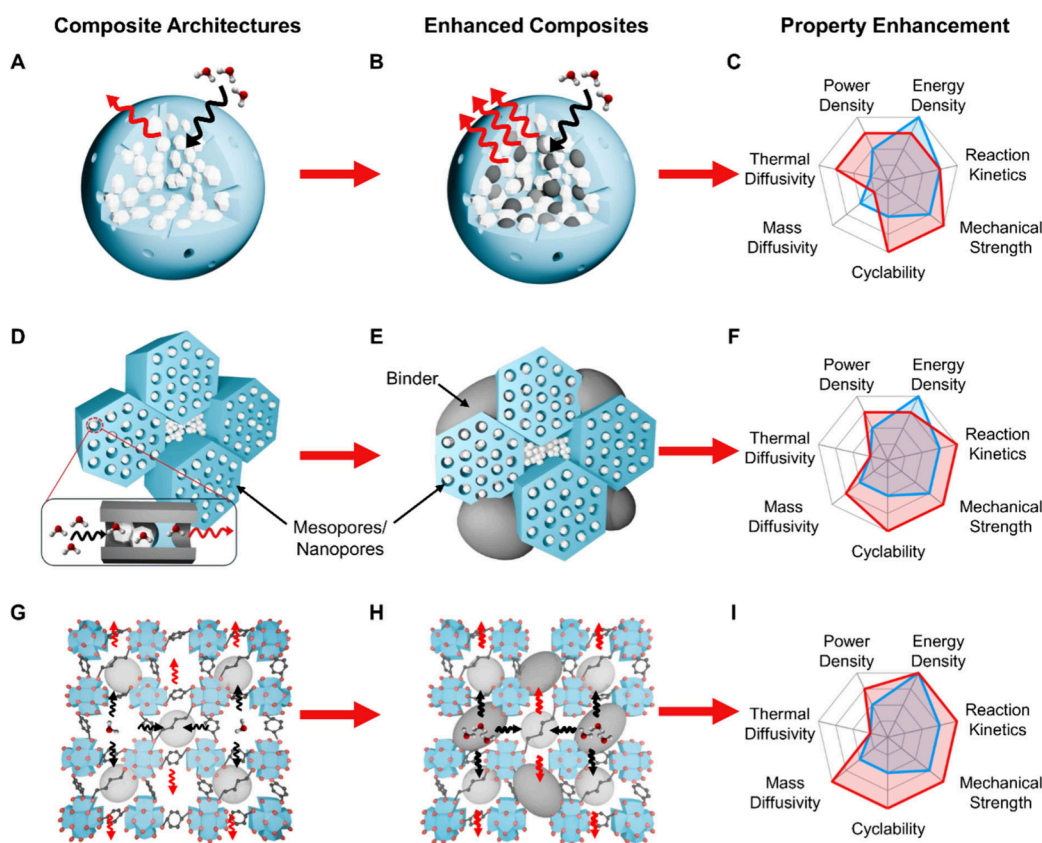 Composite Architectures
Enhanced Composites
Property Enhancement
A
B
C
Power
Density
Energy
Density
Thermal
Diffusivity
Reaction
Kinetics
Mass
Diffusivity
Mechanical
Strength
Cyclability
D
E
F
Binder
Mesopores/
Nanopores
Power
Density
Energy
Density
Thermal
Diffusivity
Reaction
Kinetics
Mass
Diffusivity
Mechanical
Strength
Cyclability
G
H
I
Power
Density
Energy
Density
Thermal
Diffusivity
Reaction
Kinetics
Mass
Diffusivity
Mechanical
Strength
Cyclability